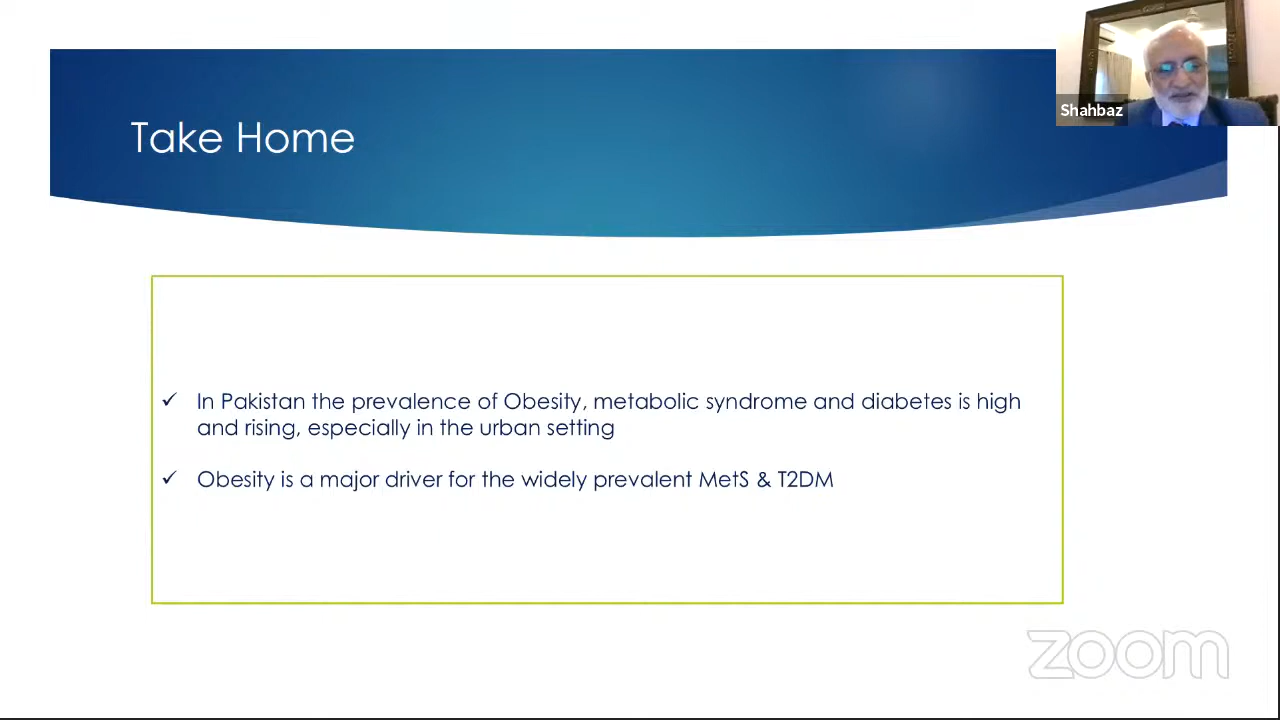 Shahbaz
Take Home
✓ In Pakistan the prevalence of Obesity, metabolic syndrome and diabetes is high
and rising, especially in the urban setting
✓ Obesity is a major driver for the widely prevalent MetS & T2DM
zoom